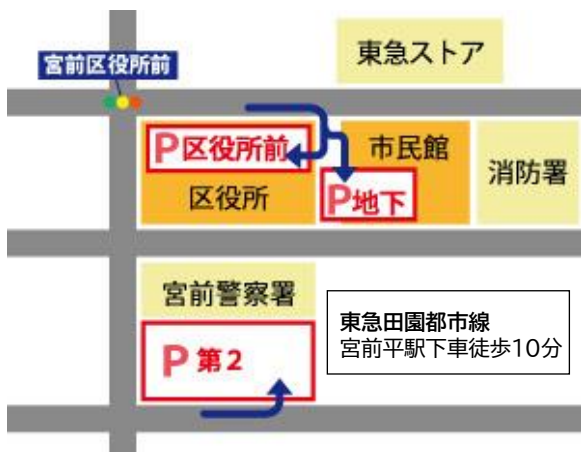 東急ストア
宮前区役所前
P区役所前
市民館
消防署
区役所
P地下
宮前警察署
P 第2
東急田園都市線
宮前平駅下車徒歩10分